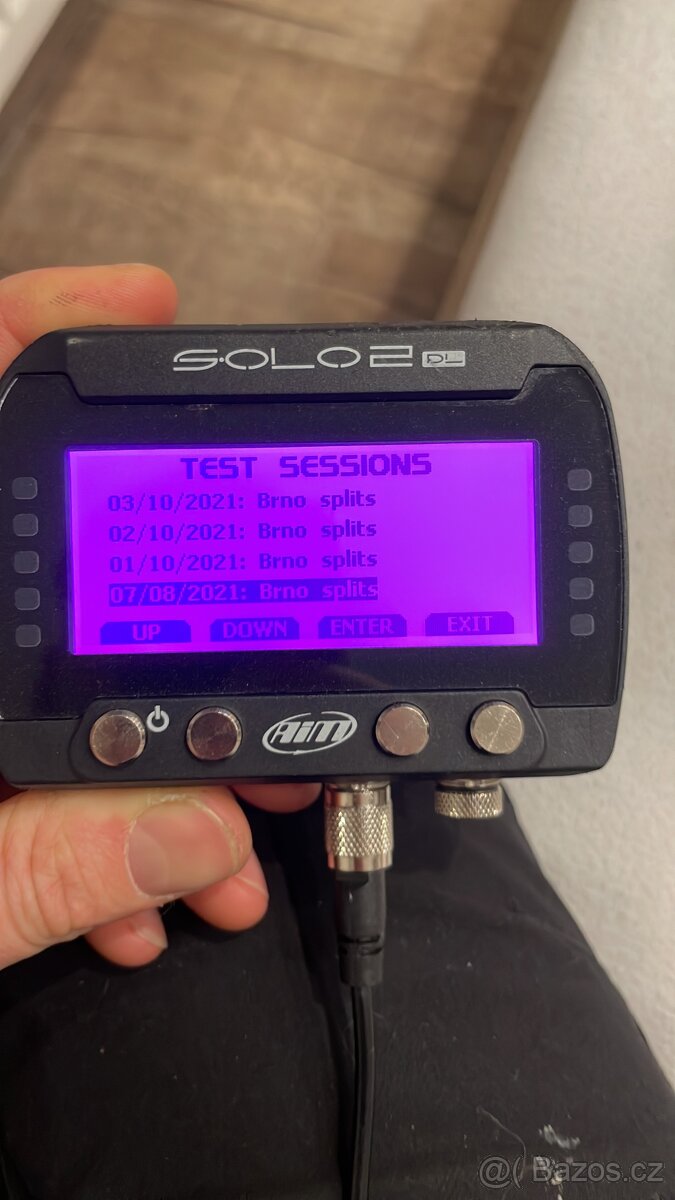 SOLO2 DL
TEST SESSIONS
03/10/2021: Brno splits
02/10/2021: Brno splits
01/10/2021: Brno splits
07/08/2021: Brno splits
UP DOWN ENTER EXIT
AiM
@( Bazos.cz